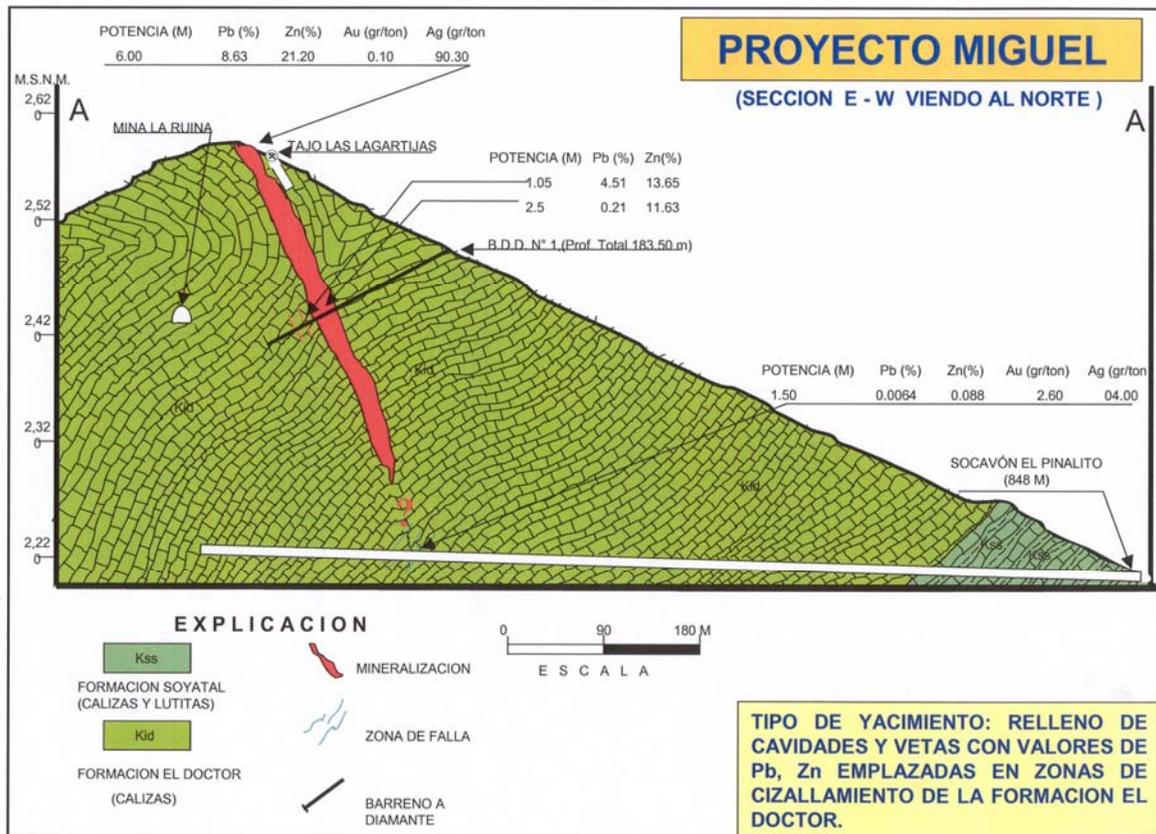 POTENCIA (M) Pb (%) Zn(%) Au (gr/ton) Ag (gr/ton
6.00 8.63 21.20 0.10 90.30
PROYECTO MIGUEL
(SECCION E - W VIENDO AL NORTE )
M.S.N.M.
2,62
0
A
A
MINA LA RUINA
TAJO LAS LAGARTIJAS
POTENCIA (M) Pb (%) Zn(%)
1.05 4.51 13.65
2.5 0.21 11.63
2,52
0
B.D.D. N° 1,(Prof. Total 183.50 m)
2,42
0
Kid
POTENCIA (M) Pb (%) Zn(%) Au (gr/ton) Ag (gr/ton
1.50 0.0064 0.088 2.60 04.00
Kid
2,32
0
SOCAVÓN EL PINALITO
(848 M)
Kid
2,22
0
Kss
Kss
EXPLICACION
Kss
FORMACION SOYATAL
(CALIZAS Y LUTITAS)
Kid
FORMACION EL DOCTOR
(CALIZAS)
MINERALIZACION
ZONA DE FALLA
BARRENO A
DIAMANTE
0 90 180 M
ESCALA
TIPO DE YACIMIENTO: RELLENO DE
CAVIDADES Y VETAS CON VALORES DE
Pb, Zn EMPLAZADAS EN ZONAS DE
CIZALLAMIENTO DE LA FORMACION EL
DOCTOR.